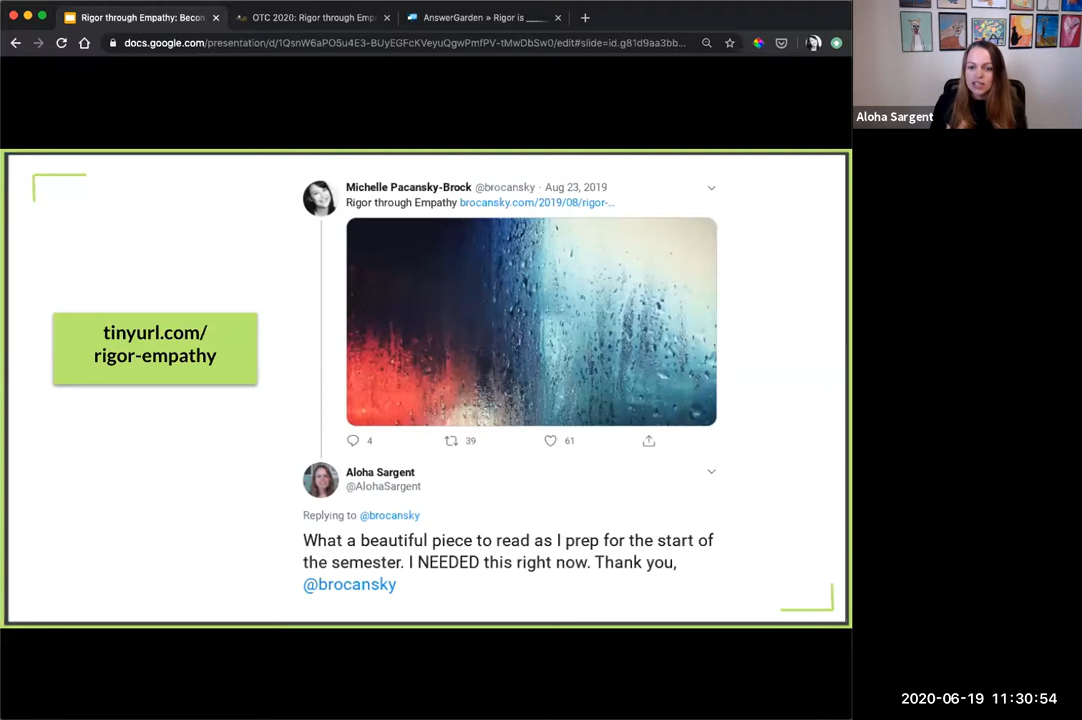 Rigor through Empathy: Becon
OTC 2020: Rigor through Emp
AnswerGarden » Rigor is ____
docs.google.com/presentation/d/1QsnW6aPO5u4E3-BUyEGFcKVeyuQgwPmfPV-tMwDbSw0/edit#slide=id.g81d9aa3bb...
Aloha Sargent
Michelle Pacansky-Brock @brocansky · Aug 23, 2019
Rigor through Empathy brocansky.com/2019/08/rigor-...
tinyurl.com/
rigor-empathy
4 39 61
Aloha Sargent
@AlohaSargent
Replying to @brocansky
What a beautiful piece to read as I prep for the start of
the semester. I NEEDED this right now. Thank you,
@brocansky
2020-06-19 11:30:54